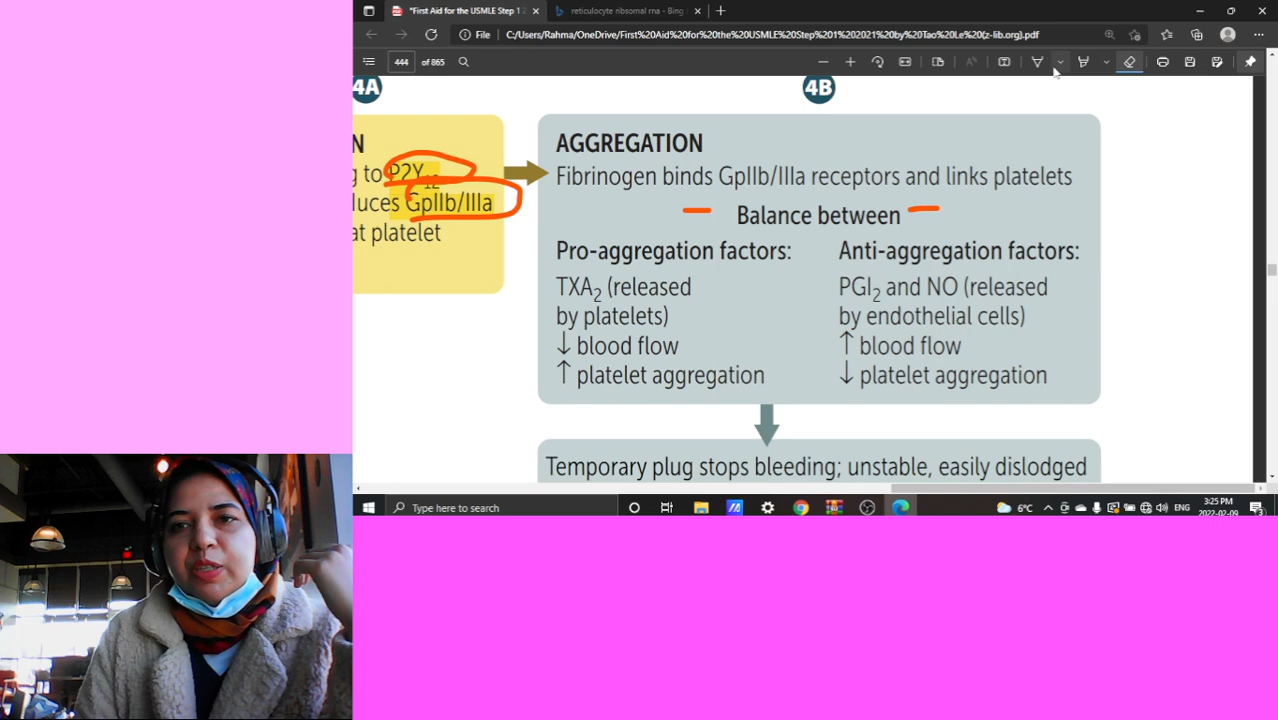 *First Aid for the USMLE Step 1 2
reticulocyte ribsomal rna - Bing
File
C:/Users/Rahma/OneDrive/First%20Aid%20for%20the%20USMLE%20Step%201%202021%20by%20Tao%20Le%20(z-lib.org).pdf
444 of 865
4A
4B
N
g to P2Y12
luces GpIIb/IIIa
at platelet
AGGREGATION
Fibrinogen binds GpIIb/IIIa receptors and links platelets
Balance between
Pro-aggregation factors:
TXA2 (released
by platelets)
↓ blood flow
↑ platelet aggregation
Anti-aggregation factors:
PGI2 and NO (released
by endothelial cells)
↑ blood flow
↓ platelet aggregation
Temporary plug stops bleeding; unstable, easily dislodged
Type here to search
6°C
ENG
3:25 PM
2022-02-09